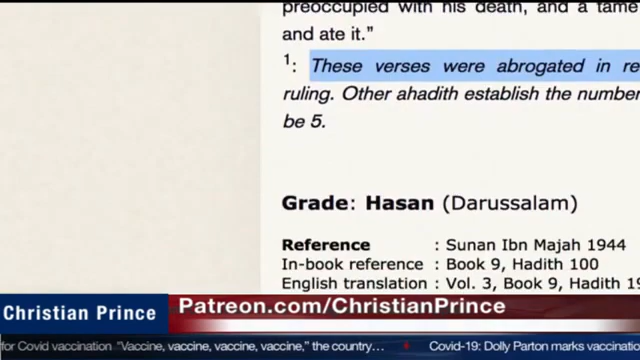 preoccupied with his death, and a tame
and ate it."
1: These verses were abrogated in re
ruling. Other ahadith establish the number
be 5.
Grade: Hasan (Darussalam)
Reference : Sunan Ibn Majah 1944
In-book reference : Book 9, Hadith 100
English translation : Vol. 3, Book 9, Hadith 19
Christian Prince
Patreon.com/ChristianPrince
for Covid vaccination "Vaccine, vaccine, vaccine, vaccine," the country… Covid-19: Dolly Parton marks vaccinatio